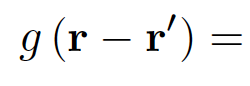 g (r − r′) =